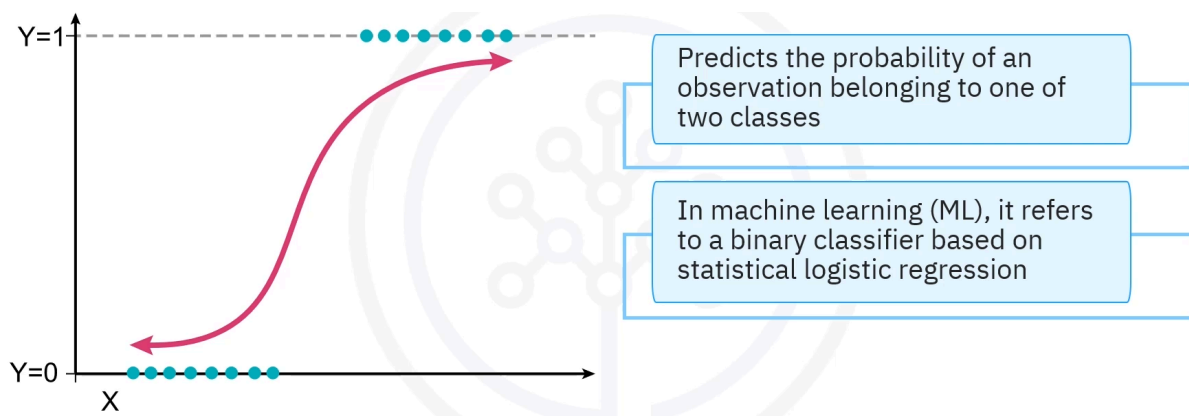 Y=1
Y=0
X
Predicts the probability of an
observation belonging to one of
two classes
In machine learning (ML), it refers
to a binary classifier based on
statistical logistic regression